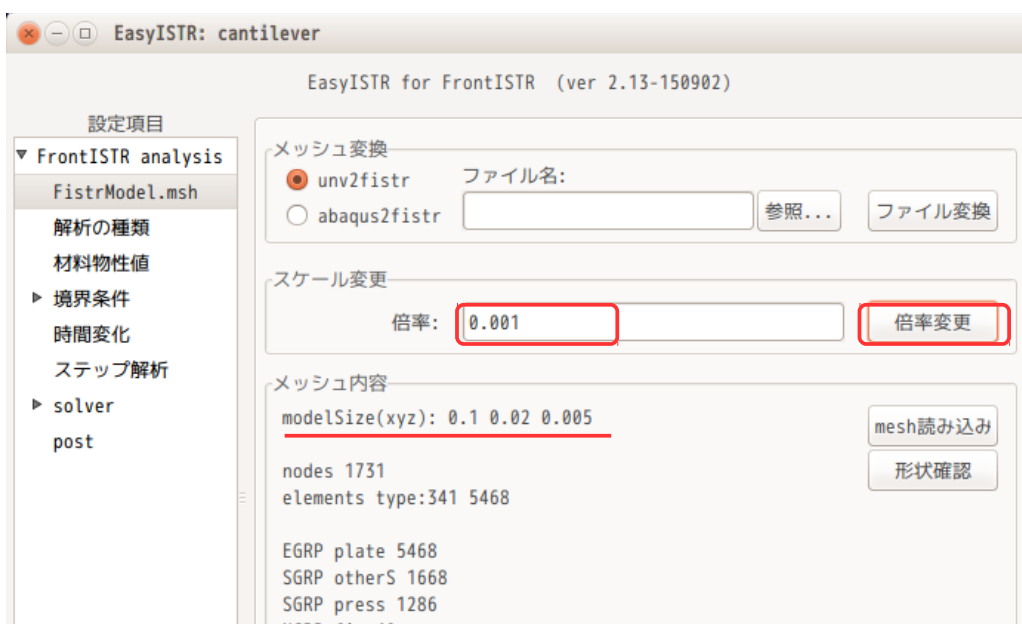 EasyISTR: cantilever
EasyISTR for FrontISTR (ver 2.13-150902)
設定項目
FrontISTR analysis
FistrModel.msh
解析の種類
材料物性値
境界条件
時間変化
ステップ解析
solver
post
メッシュ変換
unv2fistr
abaqus2fistr
ファイル名:
参照...
ファイル変換
スケール変更
倍率:
0.001
倍率変更
メッシュ内容
modelSize(xyz): 0.1 0.02 0.005
nodes 1731
elements type:341 5468
EGRP plate 5468
SGRP otherS 1668
SGRP press 1286
mesh読み込み
形状確認